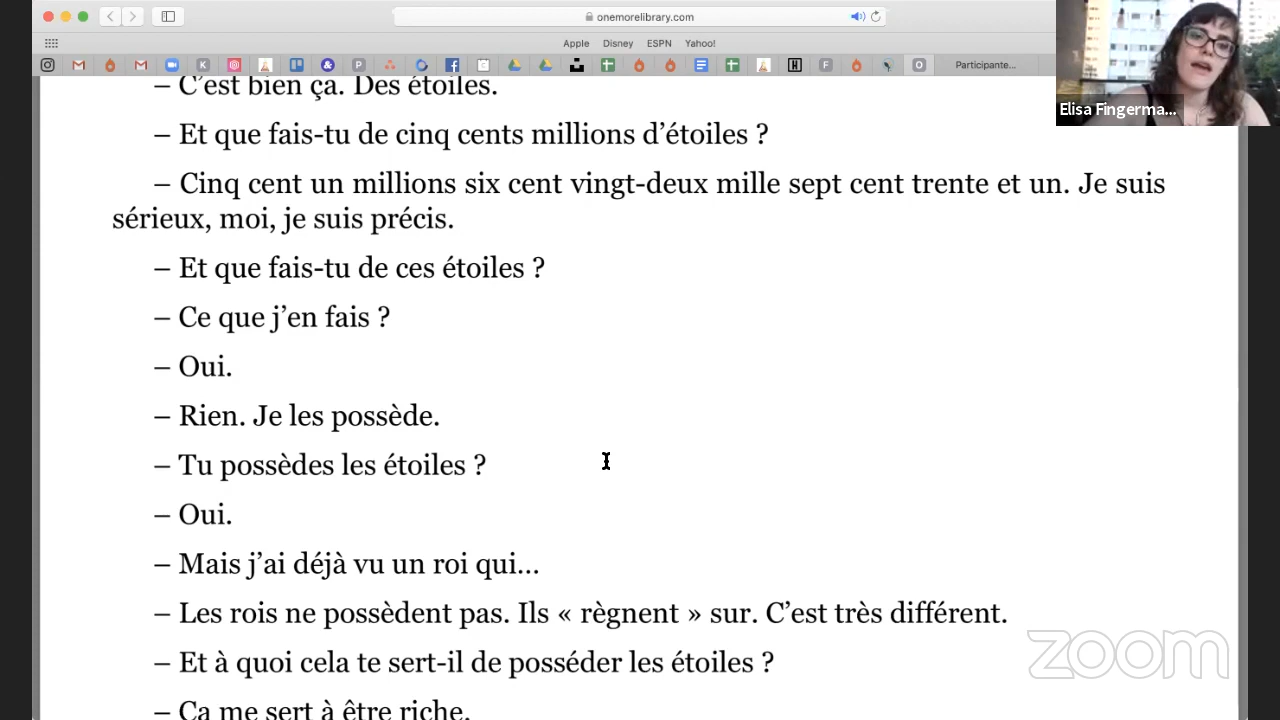 onemorelibrary.com
Apple Disney ESPN Yahoo!
Participante...
Elisa Fingerma...
– C’est bien ça. Des étoiles.
– Et que fais-tu de cinq cents millions d’étoiles ?
– Cinq cent un millions six cent vingt-deux mille sept cent trente et un. Je suis
sérieux, moi, je suis précis.
– Et que fais-tu de ces étoiles ?
– Ce que j’en fais ?
– Oui.
– Rien. Je les possède.
– Tu possèdes les étoiles ?
– Oui.
– Mais j’ai déjà vu un roi qui…
– Les rois ne possèdent pas. Ils « règnent » sur. C’est très différent.
– Et à quoi cela te sert-il de posséder les étoiles ?
– Ça me sert à être riche.
zoom